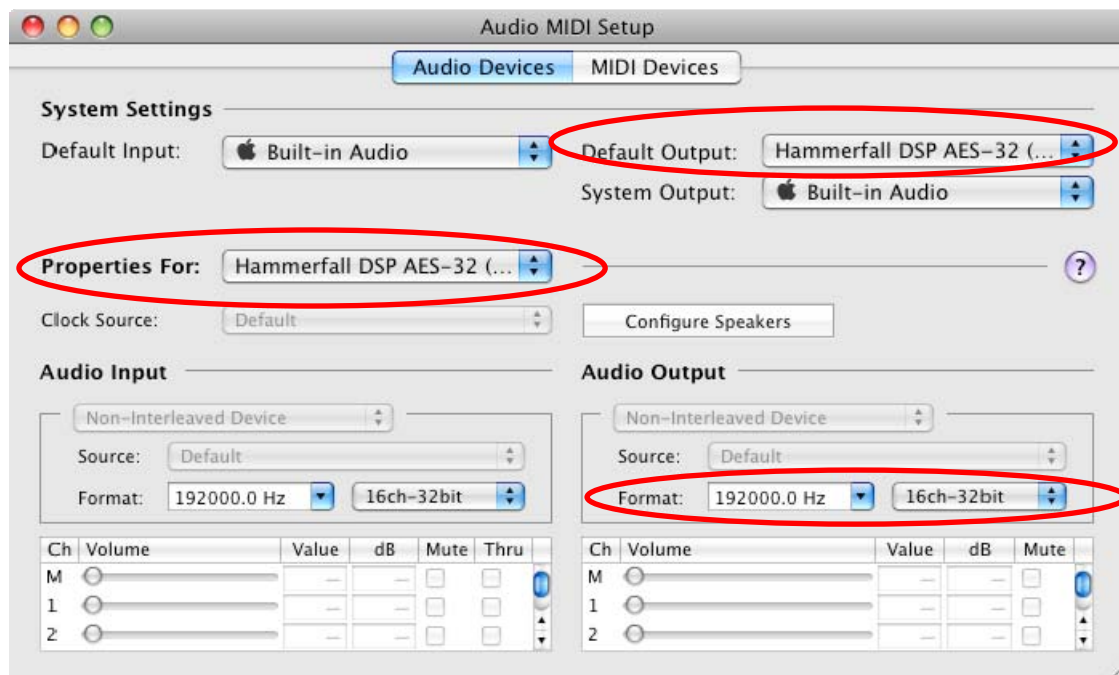 Audio MIDI Setup
Audio Devices MIDI Devices
System Settings
Default Input: Built-in Audio
Default Output: Hammerfall DSP AES-32 (...
System Output: Built-in Audio
Properties For: Hammerfall DSP AES-32 (...
?
Clock Source: Default
Configure Speakers
Audio Input
Non-Interleaved Device
Source: Default
Format: 192000.0 Hz 16ch-32bit
Ch Volume Value dB Mute Thru
M — —
1 — —
2 — —
Audio Output
Non-Interleaved Device
Source: Default
Format: 192000.0 Hz 16ch-32bit
Ch Volume Value dB Mute
M — —
1 — —
2 — —